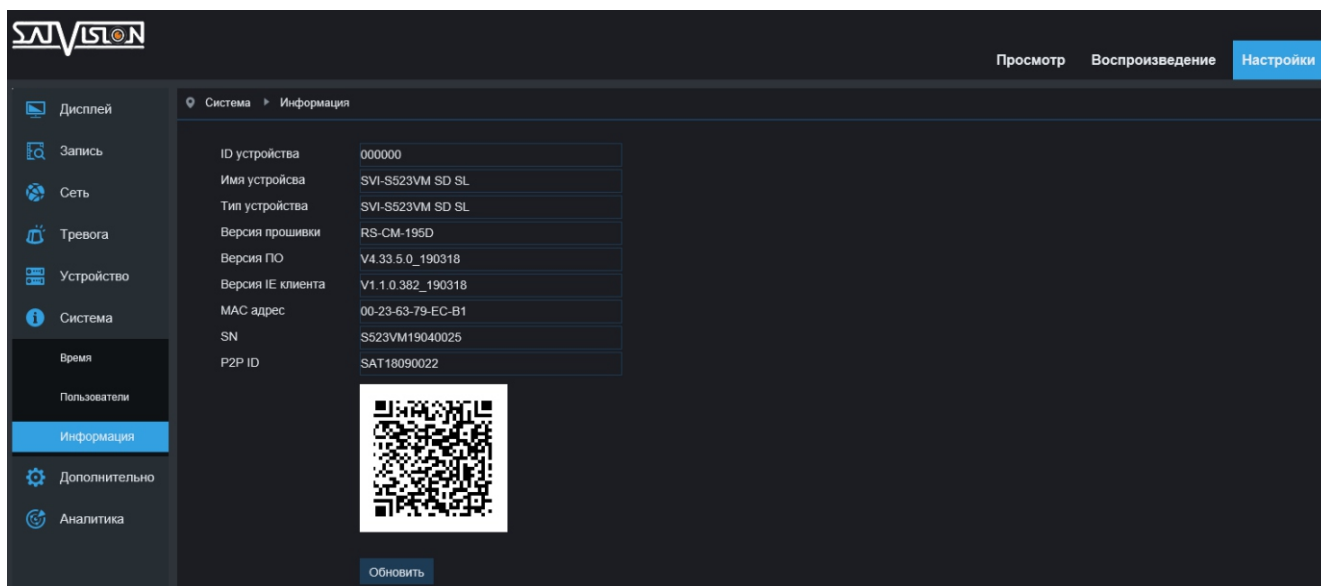 SATVISION
Просмотр Воспроизведение Настройки
Система Информация
Дисплей
Запись
Сеть
Тревога
Устройство
Система
Время
Пользователи
Информация
Дополнительно
Аналитика
ID устройства 000000
Имя устройсва SVI-S523VM SD SL
Тип устройства SVI-S523VM SD SL
Версия прошивки RS-CM-195D
Версия ПО V4.33.5.0_190318
Версия IE клиента V1.1.0.382_190318
MAC адрес 00-23-63-79-EC-B1
SN S523VM19040025
P2P ID SAT18090022
Обновить